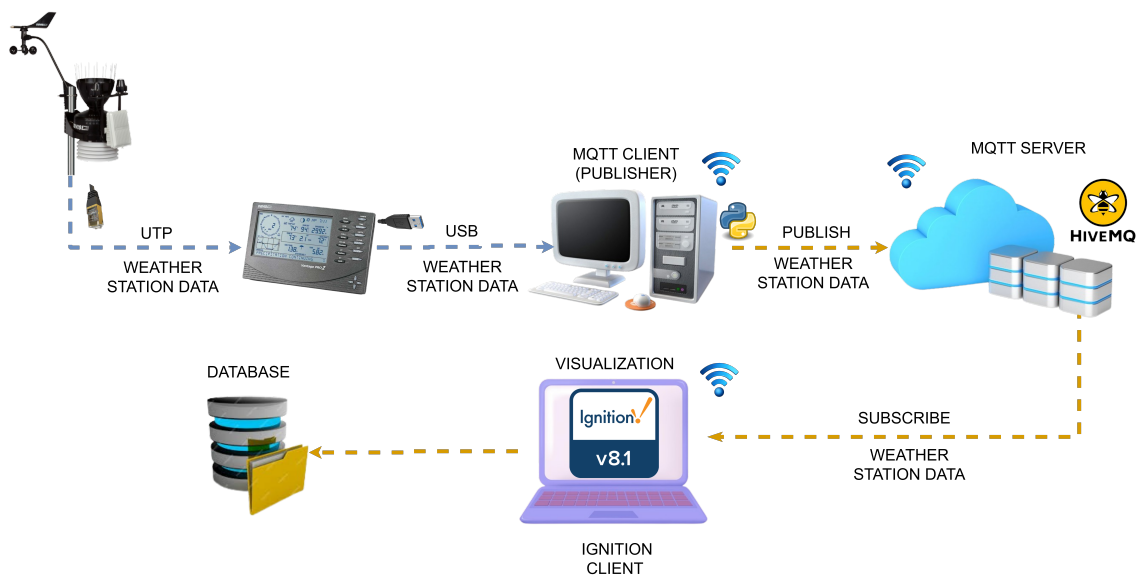 MQTT CLIENT
(PUBLISHER)
MQTT SERVER
HIVEMQ
UTP
WEATHER
STATION DATA
USB
WEATHER
STATION DATA
PUBLISH
WEATHER
STATION DATA
DATABASE
VISUALIZATION
Ignition!
v8.1
SUBSCRIBE
WEATHER
STATION DATA
IGNITION
CLIENT